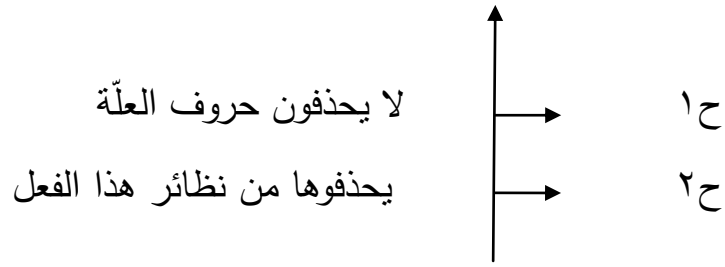 ح١ لا يحذفون حروف العلّة
ح٢ يحذفوها من نظائر هذا الفعل